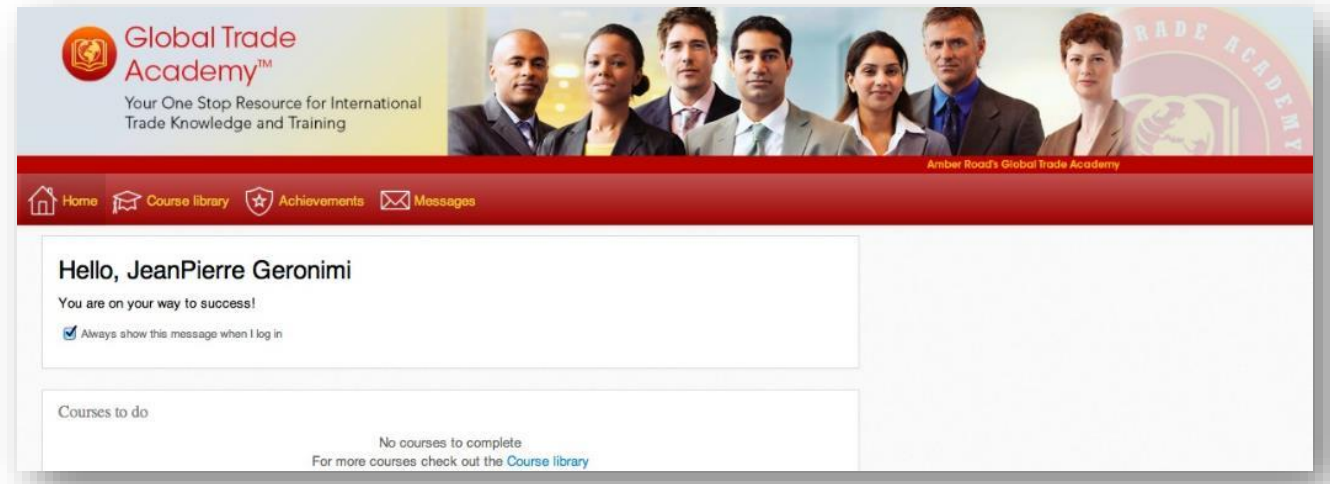 Global Trade
Academy™
Your One Stop Resource for International
Trade Knowledge and Training
TRADE ACADEMY
Amber Road's Global Trade Academy
Home Course library Achievements Messages
Hello, JeanPierre Geronimi
You are on your way to success!
Always show this message when I log in
Courses to do
No courses to complete
For more courses check out the Course library